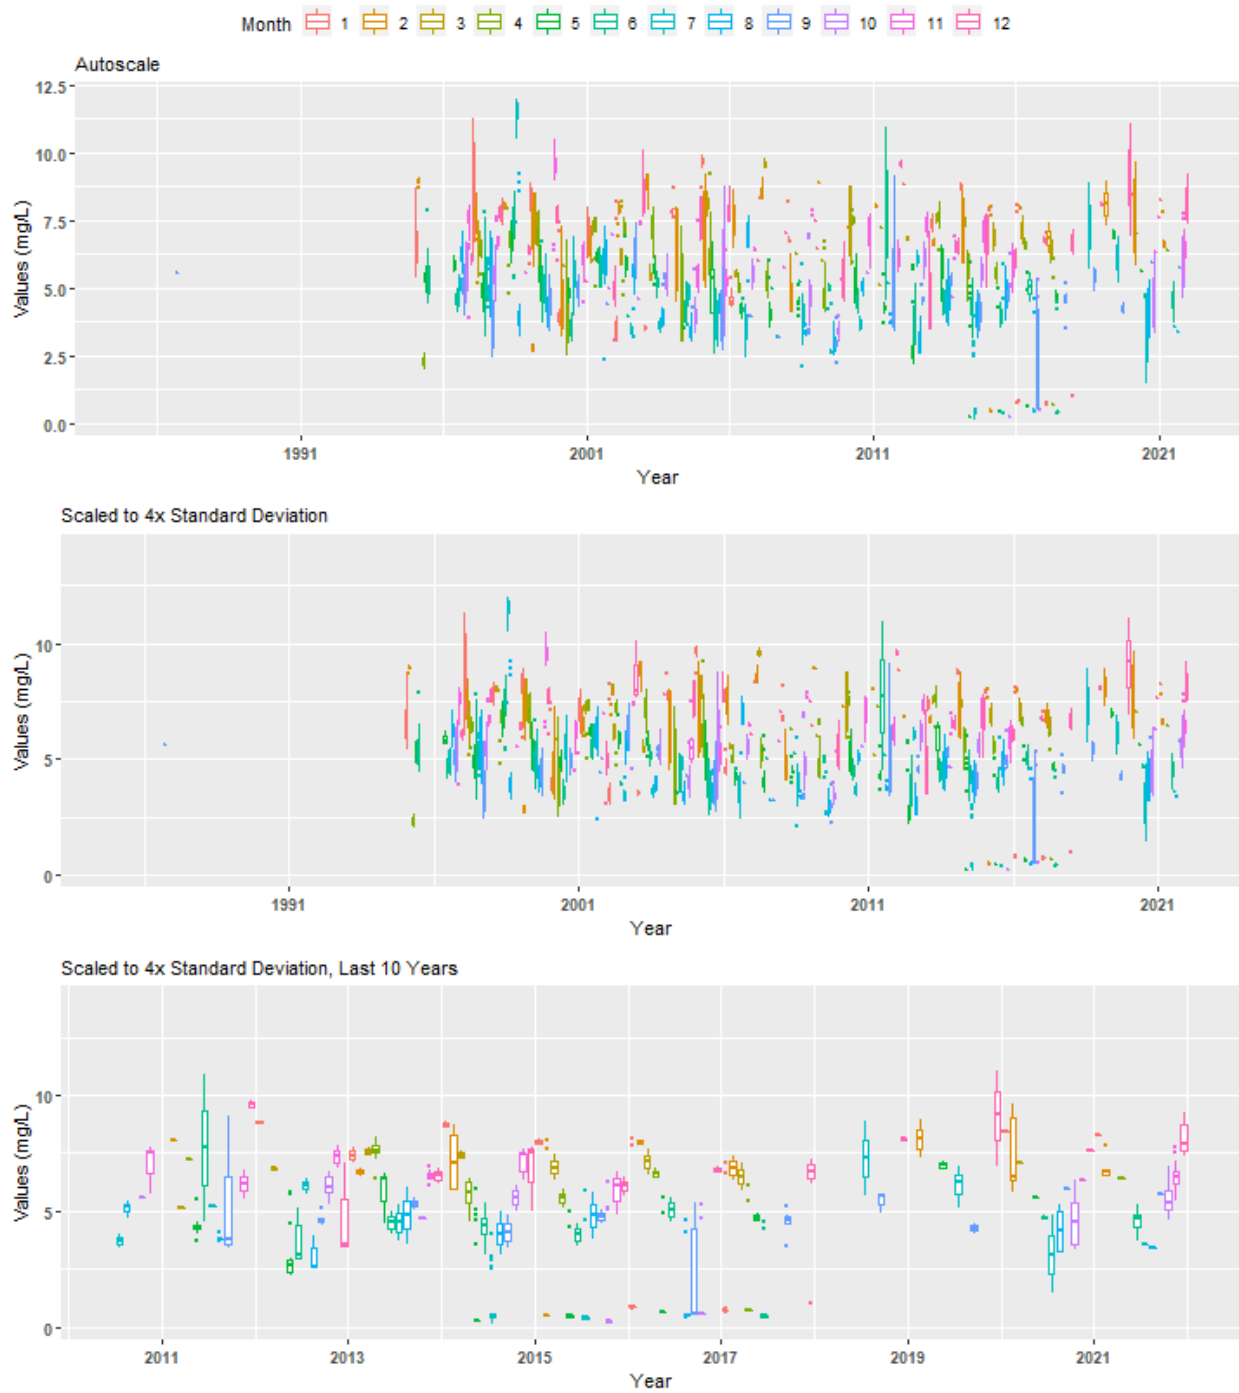 Month 1 2 3 4 5 6 7 8 9 10 11 12
Autoscale
12.5
10.0
7.5
5.0
2.5
0.0
Values (mg/L)
1991 2001 2011 2021
Year
Scaled to 4x Standard Deviation
10
5
0
Values (mg/L)
1991 2001 2011 2021
Year
Scaled to 4x Standard Deviation, Last 10 Years
10
5
0
Values (mg/L)
2011 2013 2015 2017 2019 2021
Year